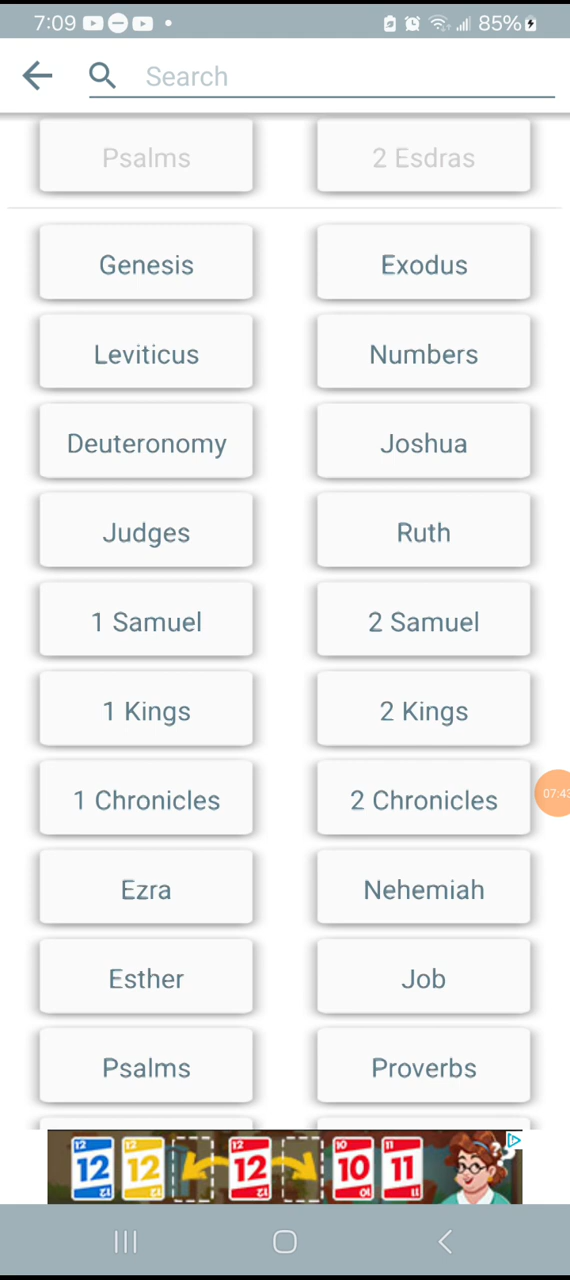 7:09 85%
Search
Psalms 2 Esdras
Genesis Exodus
Leviticus Numbers
Deuteronomy Joshua
Judges Ruth
1 Samuel 2 Samuel
1 Kings 2 Kings
1 Chronicles 2 Chronicles
07:43
Ezra Nehemiah
Esther Job
Psalms Proverbs
12 12 12 10 11